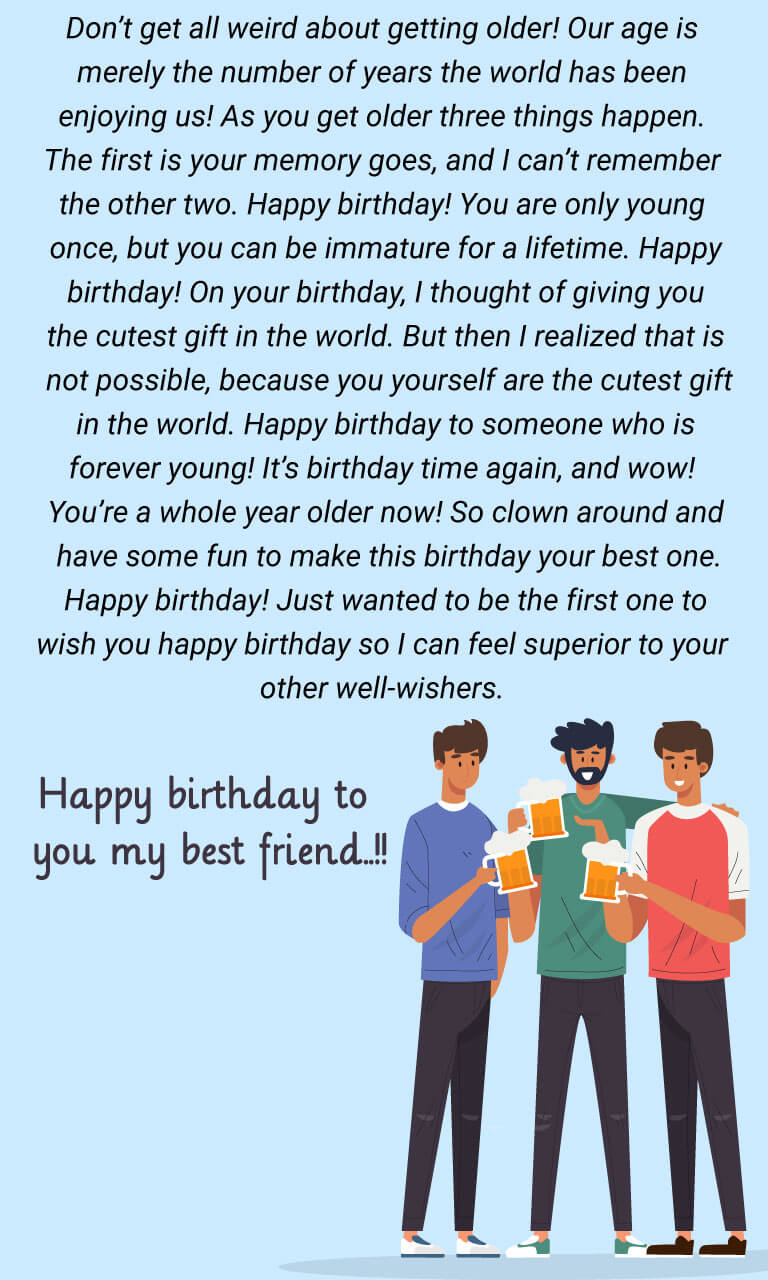 Don’t get all weird about getting older! Our age is
merely the number of years the world has been
enjoying us! As you get older three things happen.
The first is your memory goes, and I can’t remember
the other two. Happy birthday! You are only young
once, but you can be immature for a lifetime. Happy
birthday! On your birthday, I thought of giving you
the cutest gift in the world. But then I realized that is
not possible, because you yourself are the cutest gift
in the world. Happy birthday to someone who is
forever young! It’s birthday time again, and wow!
You’re a whole year older now! So clown around and
have some fun to make this birthday your best one.
Happy birthday! Just wanted to be the first one to
wish you happy birthday so I can feel superior to your
other well-wishers.
Happy birthday to
you my best friend...!!